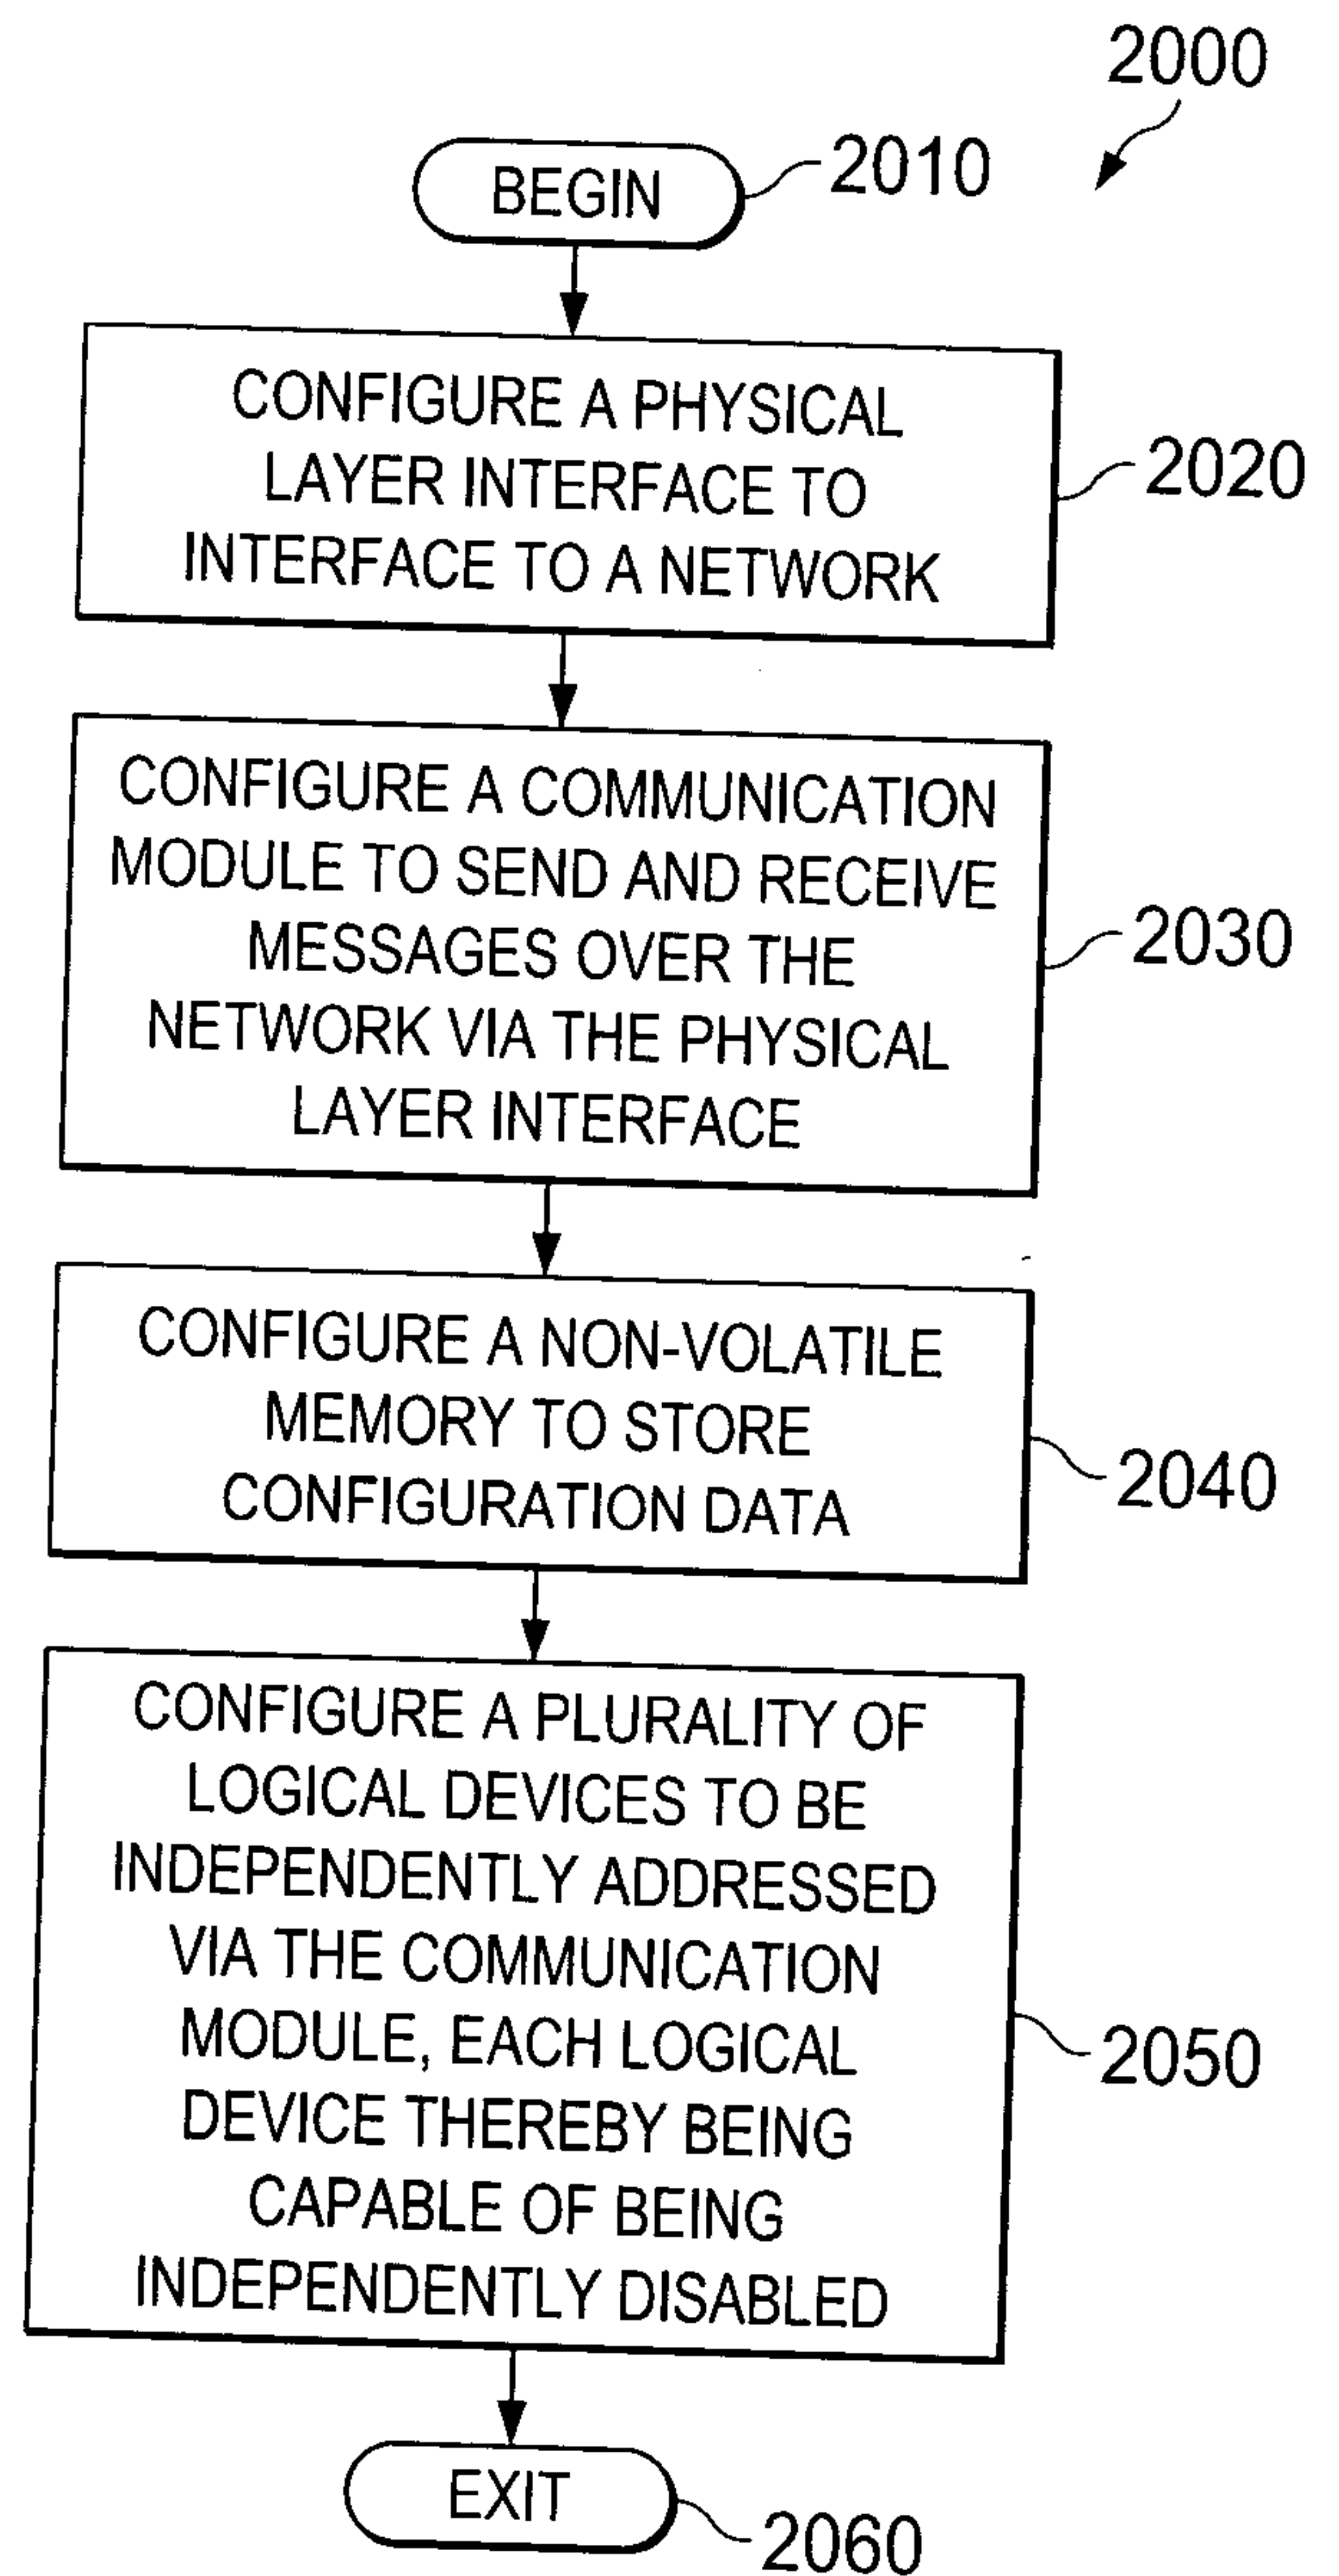 2000
BEGIN
2010
CONFIGURE A PHYSICAL
LAYER INTERFACE TO
INTERFACE TO A NETWORK
2020
CONFIGURE A COMMUNICATION
MODULE TO SEND AND RECEIVE
MESSAGES OVER THE
NETWORK VIA THE PHYSICAL
LAYER INTERFACE
2030
CONFIGURE A NON-VOLATILE
MEMORY TO STORE
CONFIGURATION DATA
2040
CONFIGURE A PLURALITY OF
LOGICAL DEVICES TO BE
INDEPENDENTLY ADDRESSED
VIA THE COMMUNICATION
MODULE, EACH LOGICAL
DEVICE THEREBY BEING
CAPABLE OF BEING
INDEPENDENTLY DISABLED
2050
EXIT
2060